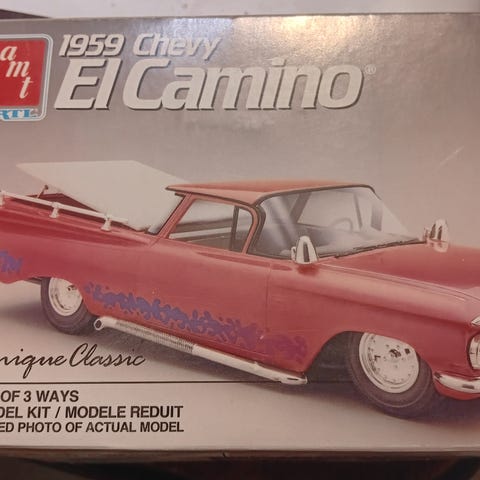 amt
ERTL
1959 Chevy
El Camino®
Unique Classic
OF 3 WAYS
DEL KIT / MODELE REDUIT
ED PHOTO OF ACTUAL MODEL